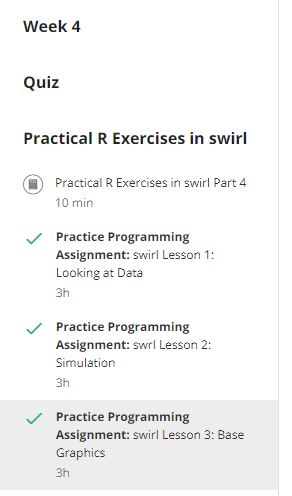 Week 4
Quiz
Practical R Exercises in swirl
Practical R Exercises in swirl Part 4
10 min
Practice Programming
Assignment: swirl Lesson 1:
Looking at Data
3h
Practice Programming
Assignment: swrl Lesson 2:
Simulation
3h
Practice Programming
Assignment: swirl Lesson 3: Base
Graphics
3h